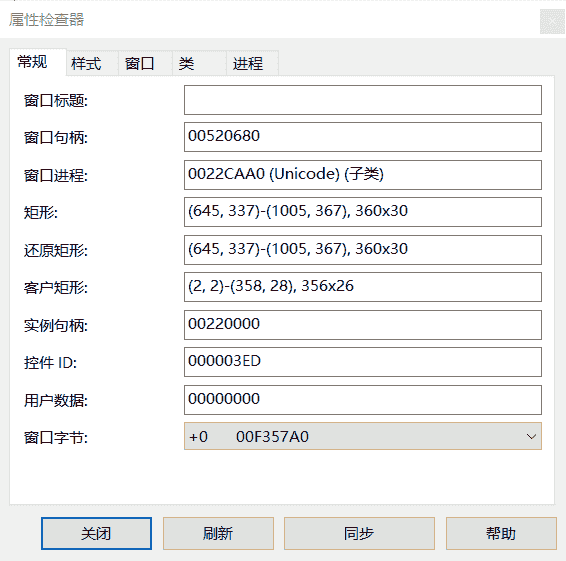 属性检查器
常规 样式 窗口 类 进程
窗口标题:
窗口句柄: 00520680
窗口进程: 0022CAA0 (Unicode) (子类)
矩形: (645, 337)-(1005, 367), 360x30
还原矩形: (645, 337)-(1005, 367), 360x30
客户矩形: (2, 2)-(358, 28), 356x26
实例句柄: 00220000
控件 ID: 000003ED
用户数据: 00000000
窗口字节: +0 00F357A0
关闭 刷新 同步 帮助